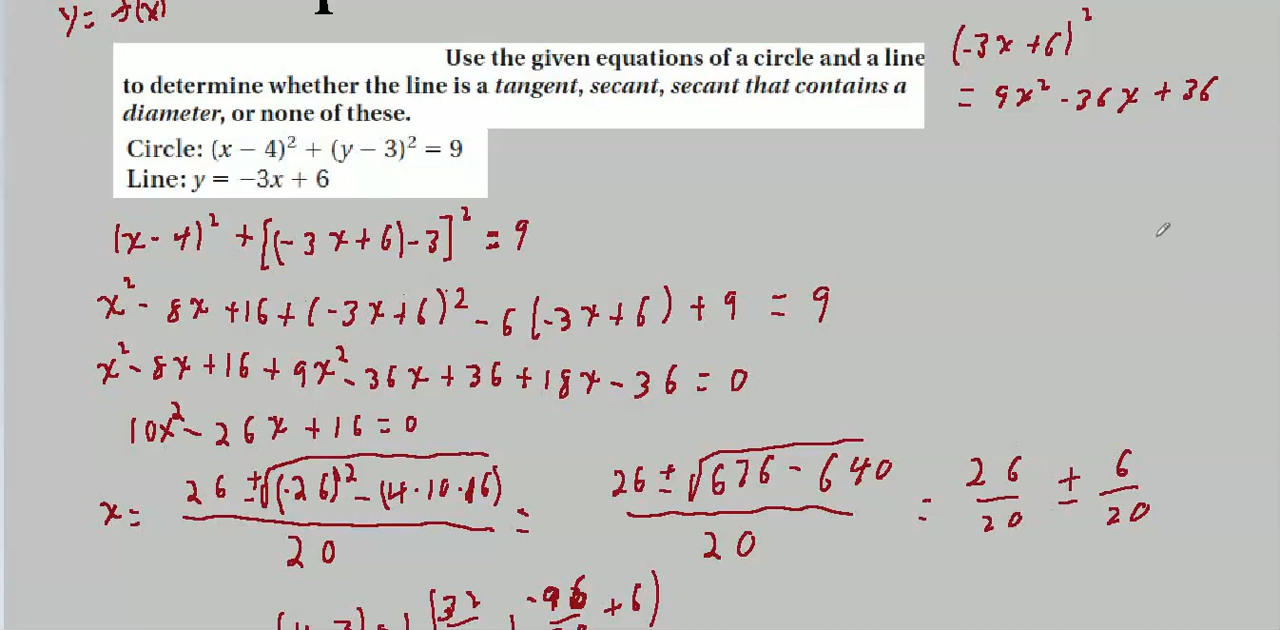 y = f(x)
Use the given equations of a circle and a line
to determine whether the line is a tangent, secant, secant that contains a
diameter, or none of these.
Circle: (x − 4)² + (y − 3)² = 9
Line: y = −3x + 6
(-3x + 6)²
= 9x² - 36x + 36
(x - 4)² + [(-3x + 6) - 3]² = 9
x² - 8x + 16 + (-3x + 6)² - 6(-3x + 6) + 9 = 9
x² - 8x + 16 + 9x² - 36x + 36 + 18x - 36 = 0
10x² - 26x + 16 = 0
x = (26 ± √((-26)² - (4·10·16))) / 20 = (26 ± √(676 - 640)) / 20 = 26/20 ± 6/20